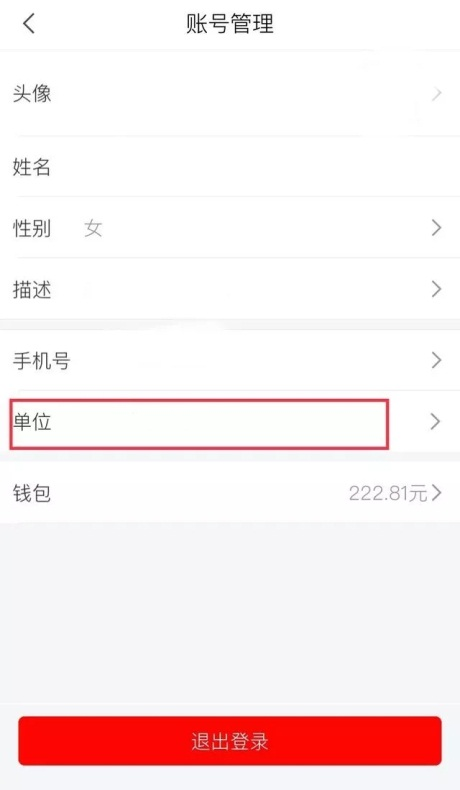 账号管理
头像
姓名
性别 女
描述
手机号
单位
钱包 222.81元
退出登录